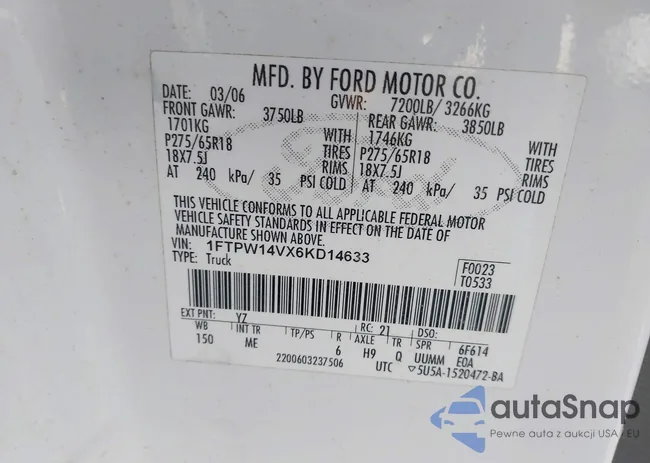 MFD. BY FORD MOTOR CO.
DATE: 03/06 GVWR: 7200LB/ 3266KG
FRONT GAWR: 3750LB REAR GAWR: 3850LB
1701KG WITH 1746KG WITH
P275/65R18 TIRES P275/65R18 TIRES
18X7.5J RIMS 18X7.5J RIMS
AT 240 kPa/ 35 PSI COLD AT 240 kPa/ 35 PSI COLD
Ford
THIS VEHICLE CONFORMS TO ALL APPLICABLE FEDERAL MOTOR
VEHICLE SAFETY STANDARDS IN EFFECT ON THE DATE OF
MANUFACTURE SHOWN ABOVE.
VIN: 1FTPW14VX6KD14633
TYPE: Truck
F0023
T0533
EXT PNT: YZ RC: 21 DSO:
WB INT TR TP/PS R AXLE TR SPR 6F614
150 ME 6 H9 Q UUMM EOA
2200603237506 UTC 5U5A-1520472-BA
autaSnap
Pewne auta z aukcji USA - EU